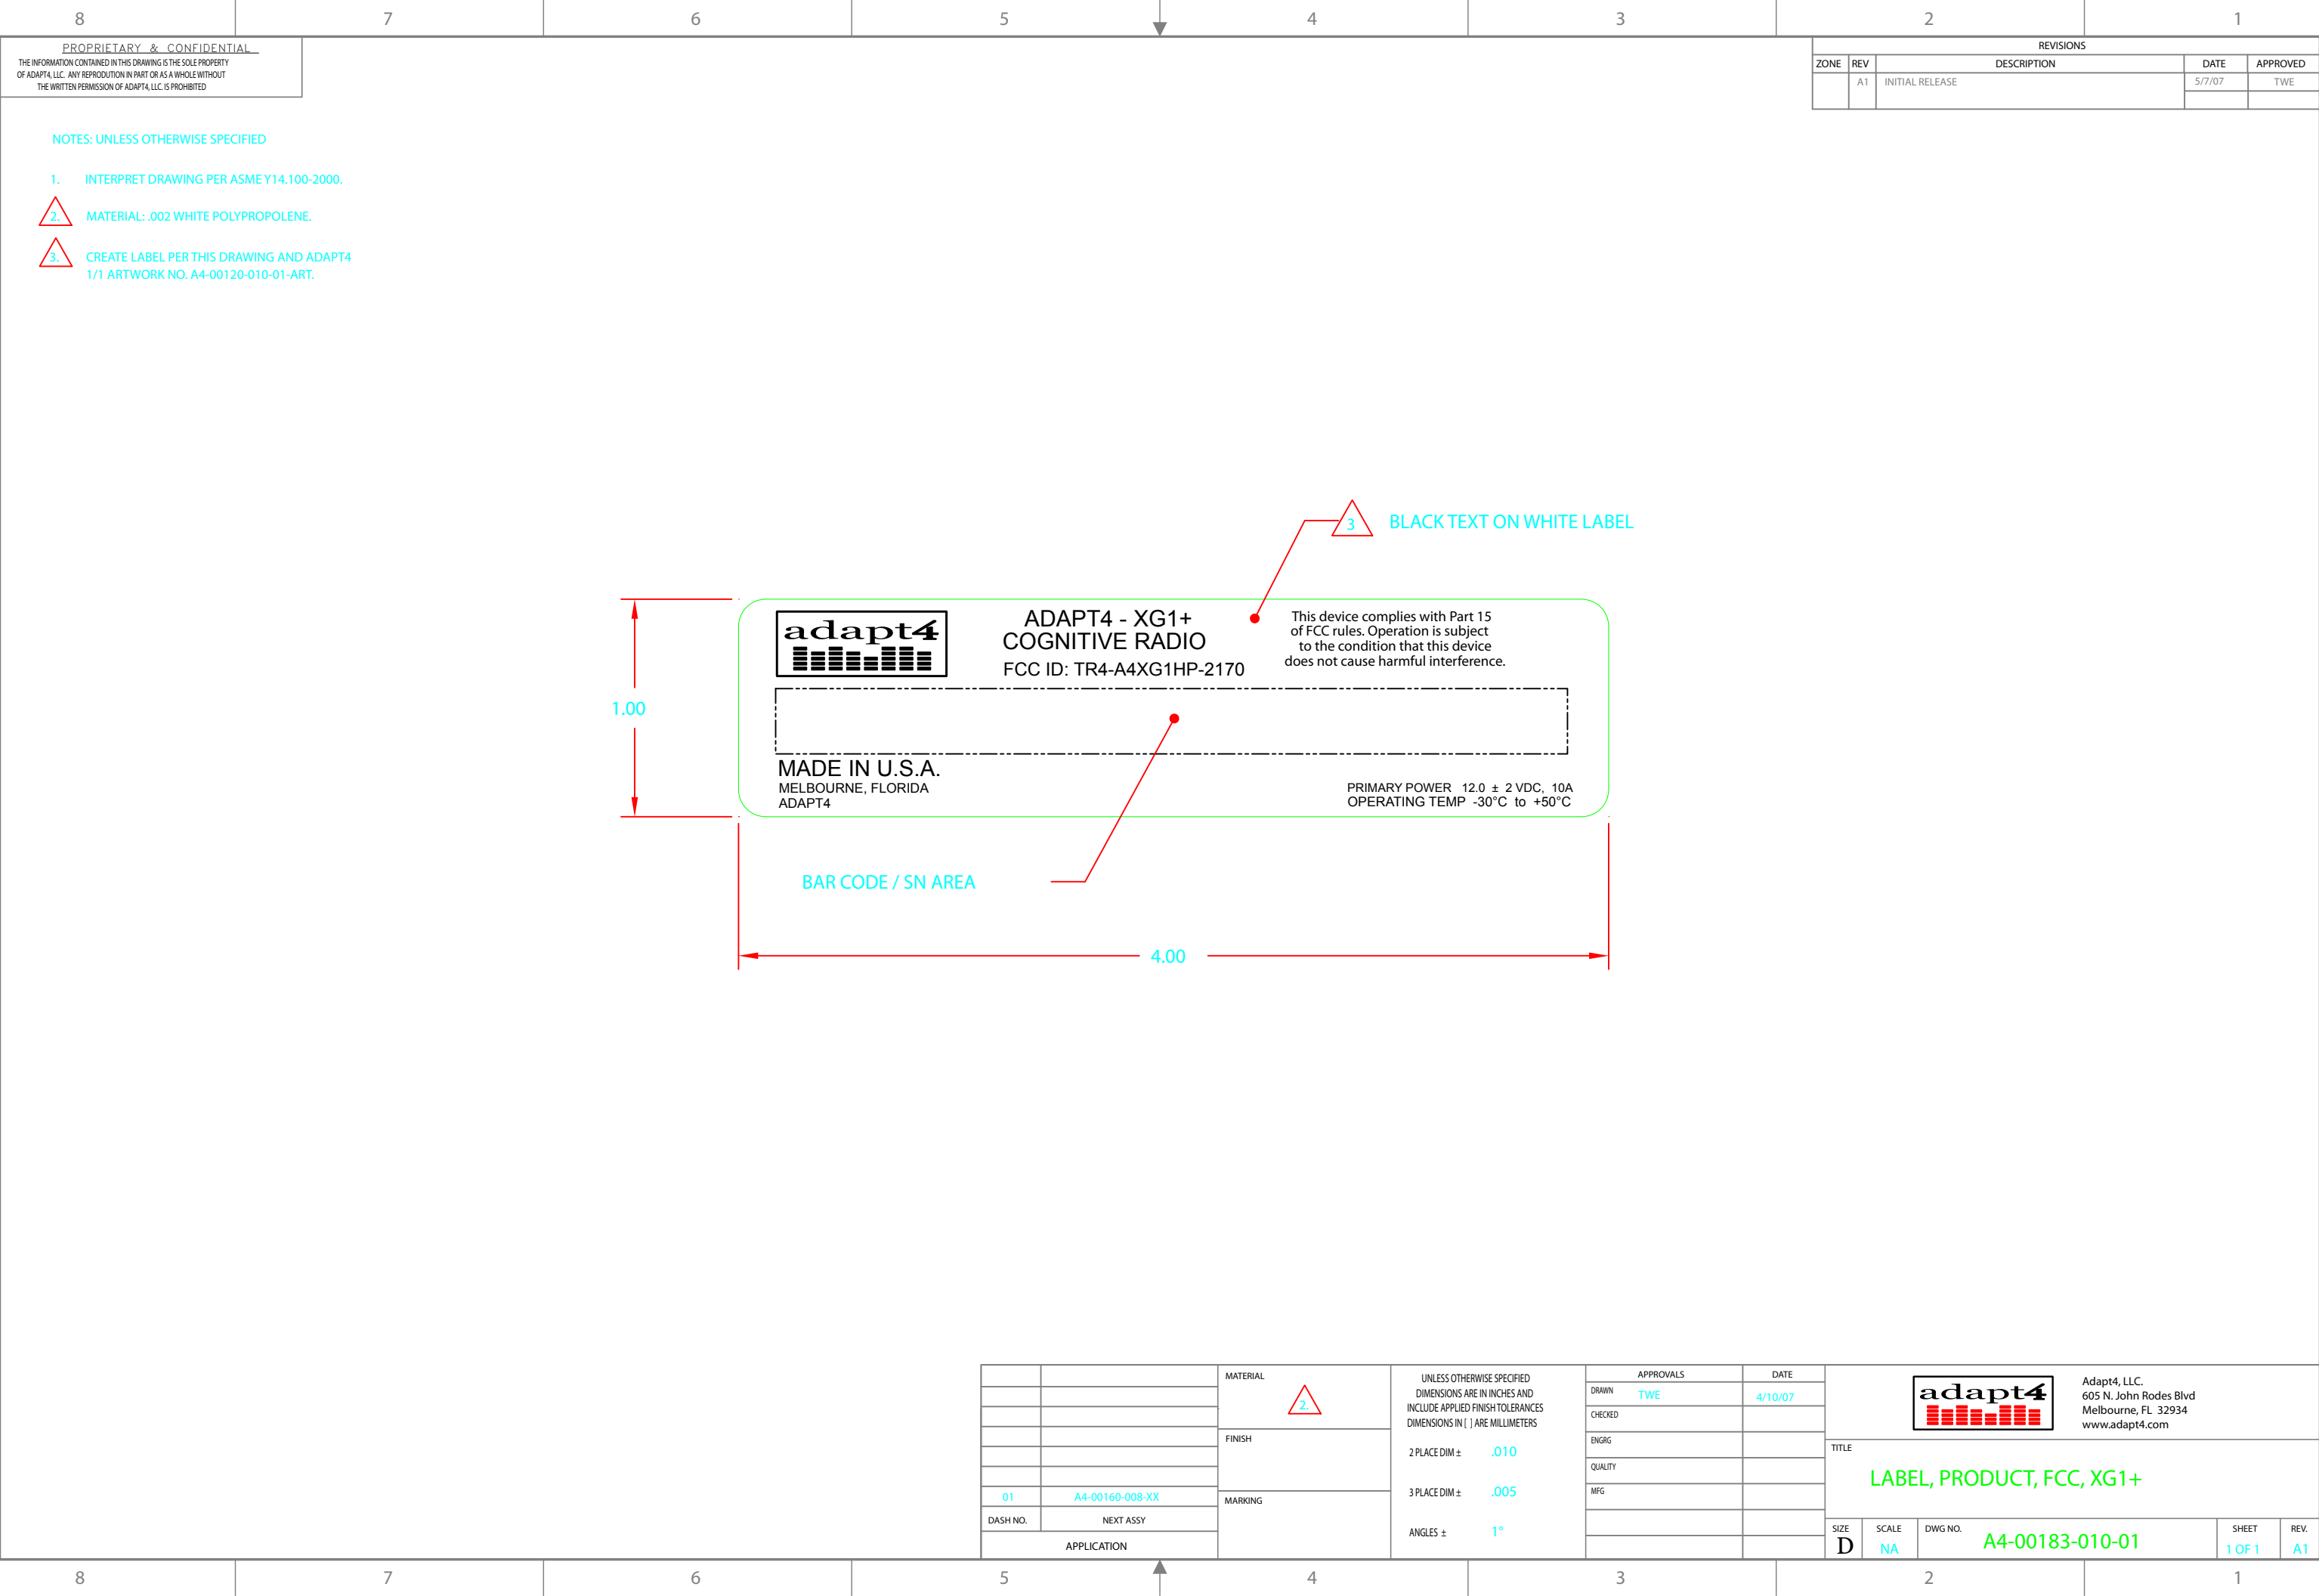 8 7 6 5 4 3 2 1
PROPRIETARY & CONFIDENTIAL
THE INFORMATION CONTAINED IN THIS DRAWING IS THE SOLE PROPERTY
OF ADAPT4, LLC. ANY REPRODUTION IN PART OR AS A WHOLE WITHOUT
THE WRITTEN PERMISSION OF ADAPT4, LLC. IS PROHIBITED
REVISIONS
ZONE REV DESCRIPTION DATE APPROVED
A1 INITIAL RELEASE 5/7/07 TWE
NOTES: UNLESS OTHERWISE SPECIFIED
1. INTERPRET DRAWING PER ASME Y14.100-2000.
2. MATERIAL: .002 WHITE POLYPROPOLENE.
3. CREATE LABEL PER THIS DRAWING AND ADAPT4
1/1 ARTWORK NO. A4-00120-010-01-ART.
3 BLACK TEXT ON WHITE LABEL
adapt4
ADAPT4 - XG1+
COGNITIVE RADIO
FCC ID: TR4-A4XG1HP-2170
This device complies with Part 15
of FCC rules. Operation is subject
to the condition that this device
does not cause harmful interference.
1.00
MADE IN U.S.A.
MELBOURNE, FLORIDA
ADAPT4
PRIMARY POWER 12.0 ± 2 VDC, 10A
OPERATING TEMP -30°C to +50°C
BAR CODE / SN AREA
4.00
01 A4-00160-008-XX
DASH NO. NEXT ASSY
APPLICATION
MATERIAL
2.
FINISH
MARKING
UNLESS OTHERWISE SPECIFIED
DIMENSIONS ARE IN INCHES AND
INCLUDE APPLIED FINISH TOLERANCES
DIMENSIONS IN [ ] ARE MILLIMETERS
2 PLACE DIM ± .010
3 PLACE DIM ± .005
ANGLES ± 1°
APPROVALS DATE
DRAWN TWE 4/10/07
CHECKED
ENGRG
QUALITY
MFG
adapt4
Adapt4, LLC.
605 N. John Rodes Blvd
Melbourne, FL 32934
www.adapt4.com
TITLE
LABEL, PRODUCT, FCC, XG1+
SIZE SCALE DWG NO. SHEET REV.
D NA A4-00183-010-01 1 OF 1 A1
8 7 6 5 4 3 2 1